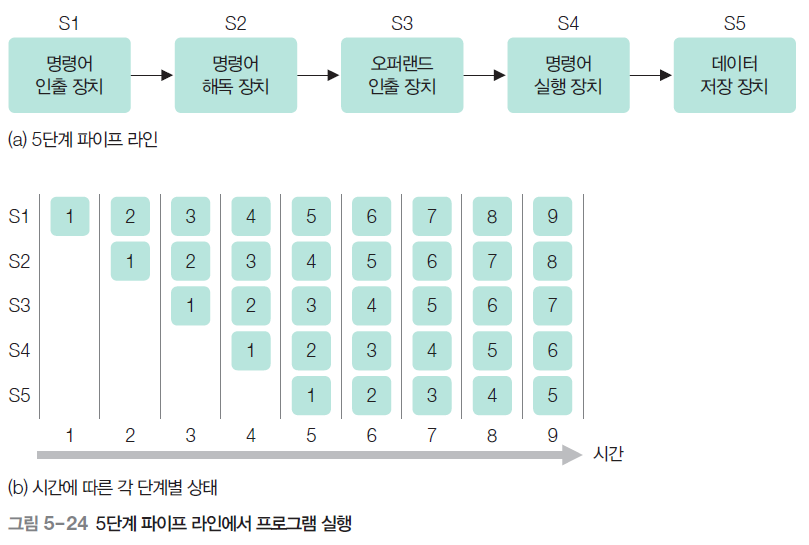 S1 S2 S3 S4 S5
명령어 인출 장치
명령어 해독 장치
오퍼랜드 인출 장치
명령어 실행 장치
데이터 저장 장치
(a) 5단계 파이프 라인
S1 1 2 3 4 5 6 7 8 9
S2 1 2 3 4 5 6 7 8
S3 1 2 3 4 5 6 7
S4 1 2 3 4 5 6
S5 1 2 3 4 5
1 2 3 4 5 6 7 8 9
시간
(b) 시간에 따른 각 단계별 상태
그림 5-24 5단계 파이프 라인에서 프로그램 실행